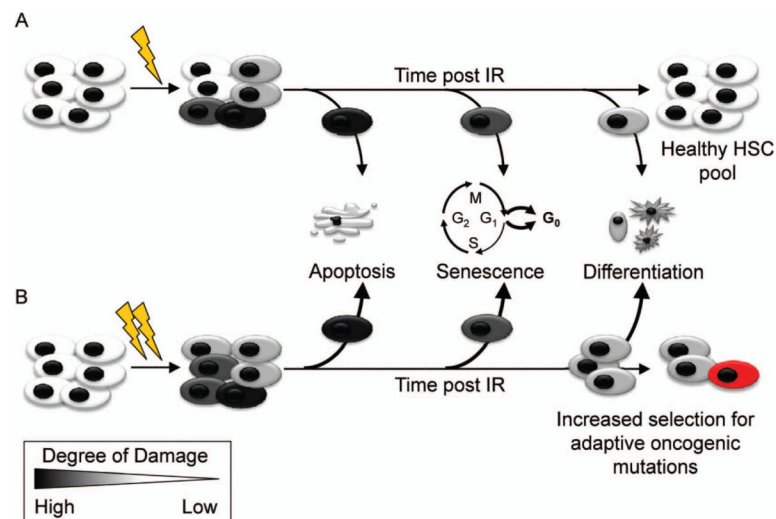 A
Time post IR
Healthy HSC
pool
M
G2 G1 G0
S
Apoptosis
Senescence
Differentiation
B
Time post IR
Increased selection for
adaptive oncogenic
mutations
Degree of Damage
High
Low